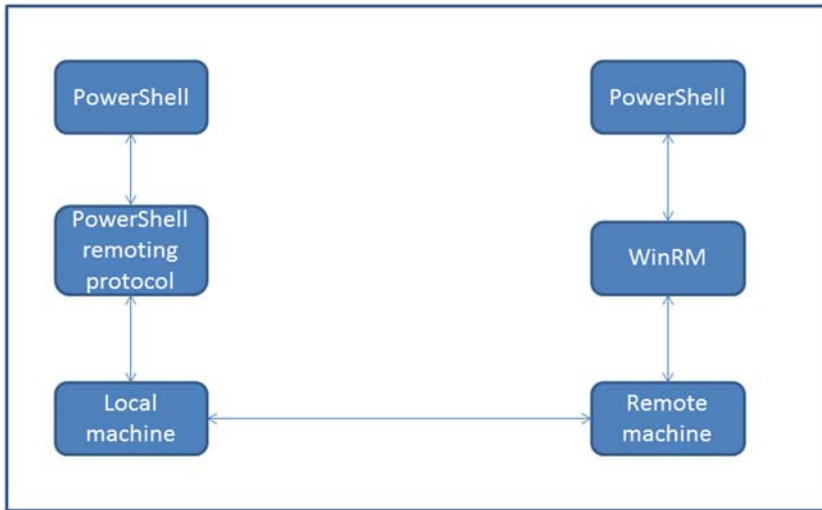 PowerShell
PowerShell
PowerShell
remoting
protocol
WinRM
Local
machine
Remote
machine